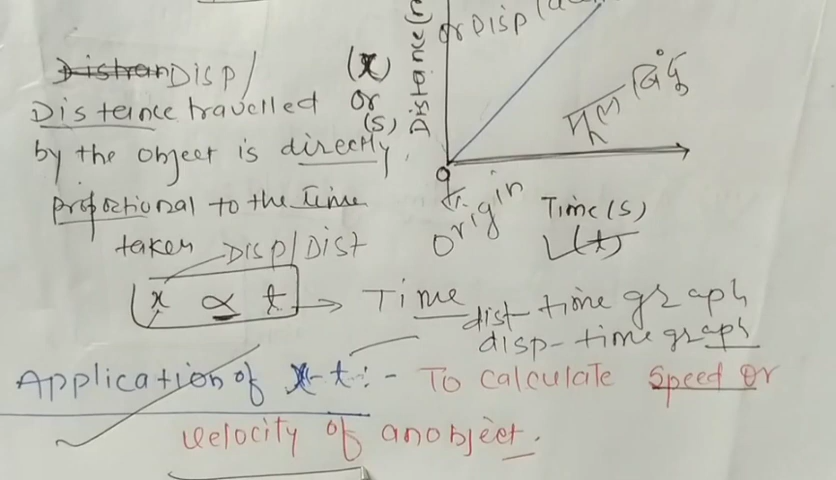 or Disp
Distance(m
Disp/ (x)
Distance travelled or
(s)
by the object is directly
proportional to the time
taken
Disp/Dist
x ∝ t → Time
मूल बिंदु
O
Origin
Time(s)
(t)
dist-time graph
disp-time graph
Application of x-t :- To calculate Speed or
velocity of an object.